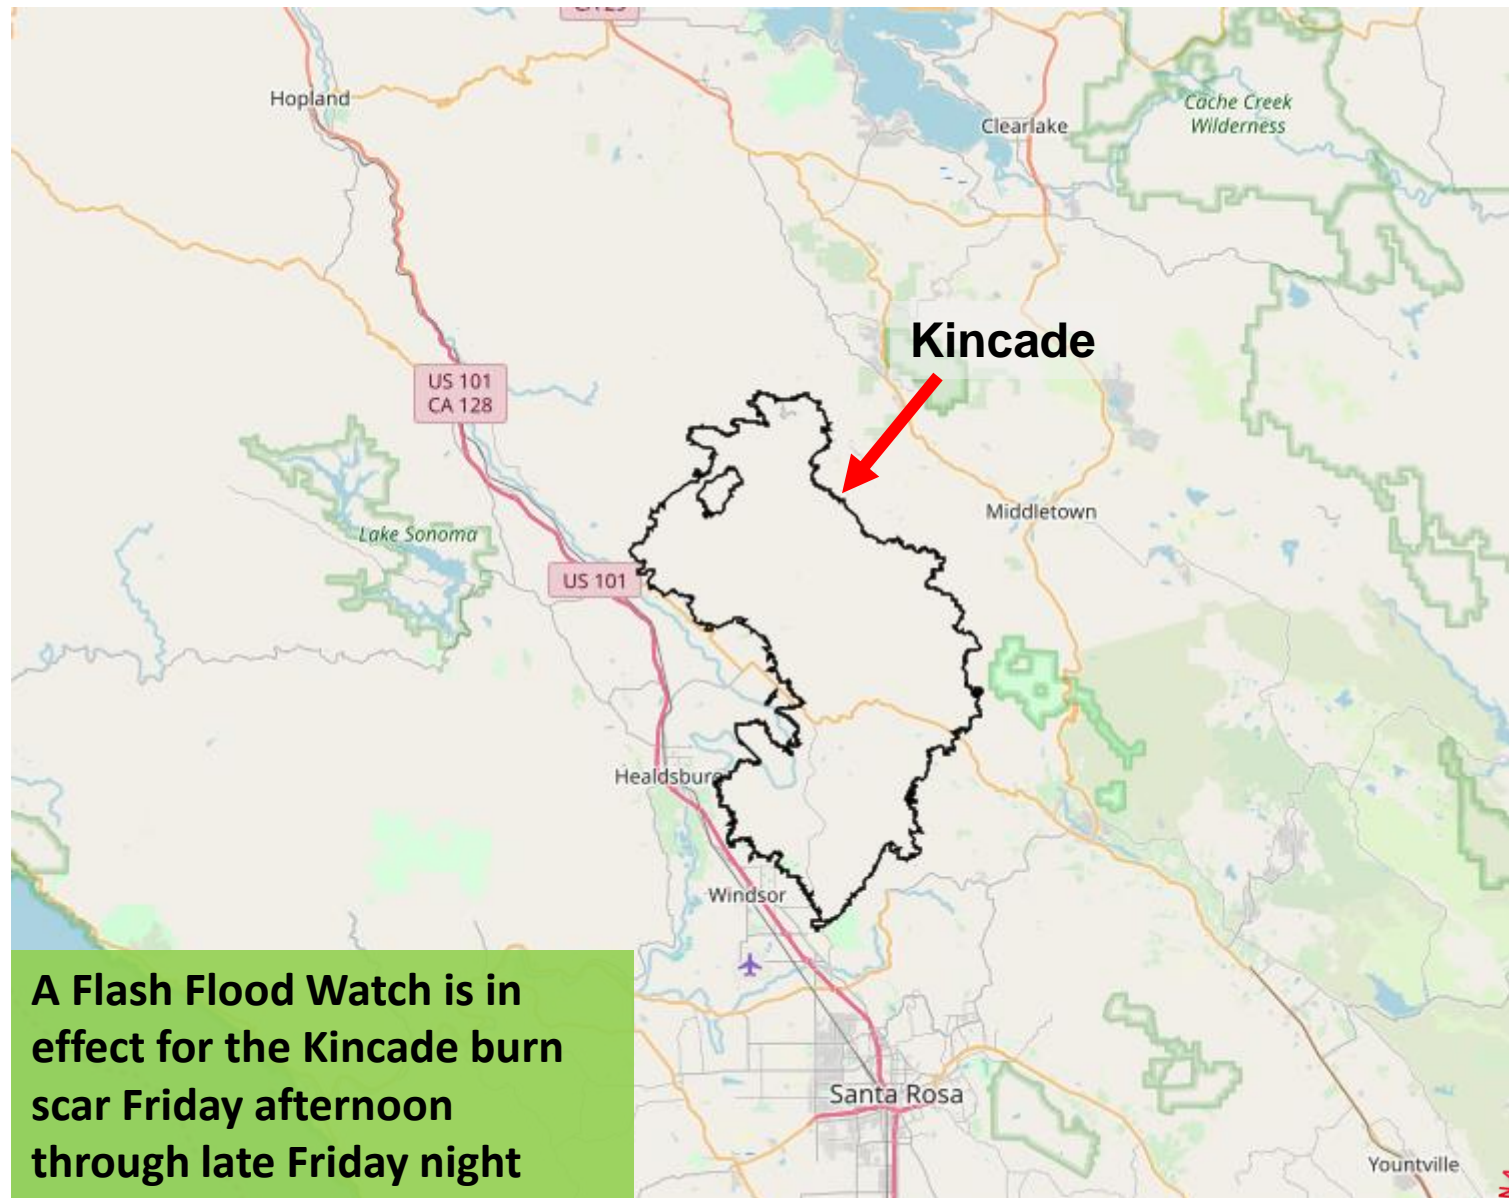 Hopland
Clearlake
Cache Creek
Wilderness
Kincade
US 101
CA 128
Middletown
Lake Sonoma
US 101
Healdsburg
Windsor
A Flash Flood Watch is in
effect for the Kincade burn
scar Friday afternoon
through late Friday night
Santa Rosa
Yountville